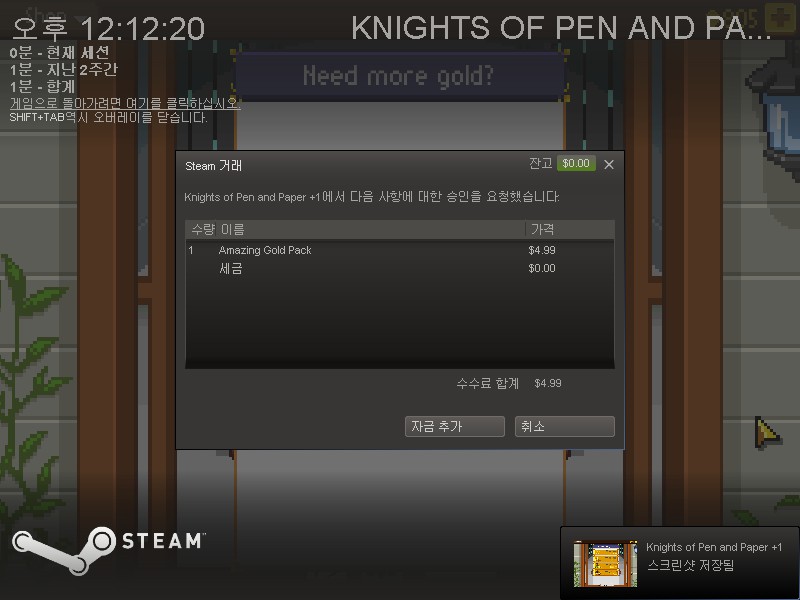 오후 12:12:20
KNIGHTS OF PEN AND PA...
0분 - 현재 세션
1분 - 지난 2주간
1분 - 합계
게임으로 돌아가려면 여기를 클릭하십시오.
SHIFT+TAB역시 오버레이를 닫습니다.
Need more gold?
Steam 거래
잔고 $0.00
Knights of Pen and Paper +1에서 다음 사항에 대한 승인을 요청했습니다:
수량 이름 가격
1 Amazing Gold Pack $4.99
세금 $0.00
수수료 합계 $4.99
자금 추가
취소
STEAM™
Knights of Pen and Paper +1
스크린샷 저장됨